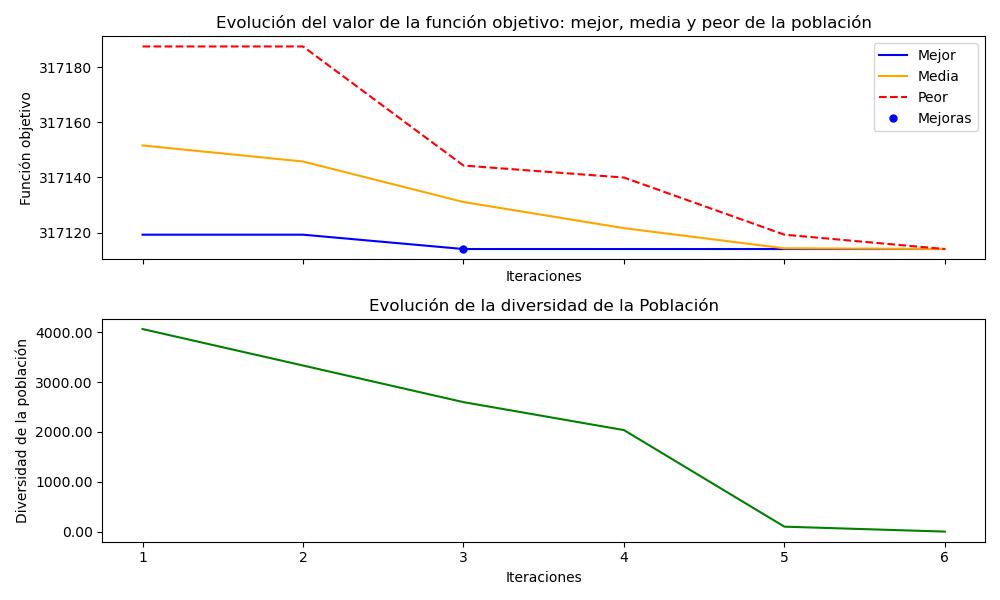 Evolución del valor de la función objetivo: mejor, media y peor de la población
Función objetivo
317180
317160
317140
317120
Mejor
Media
Peor
Mejoras
Iteraciones
Evolución de la diversidad de la Población
Diversidad de la población
4000.00
3000.00
2000.00
1000.00
0.00
1 2 3 4 5 6
Iteraciones